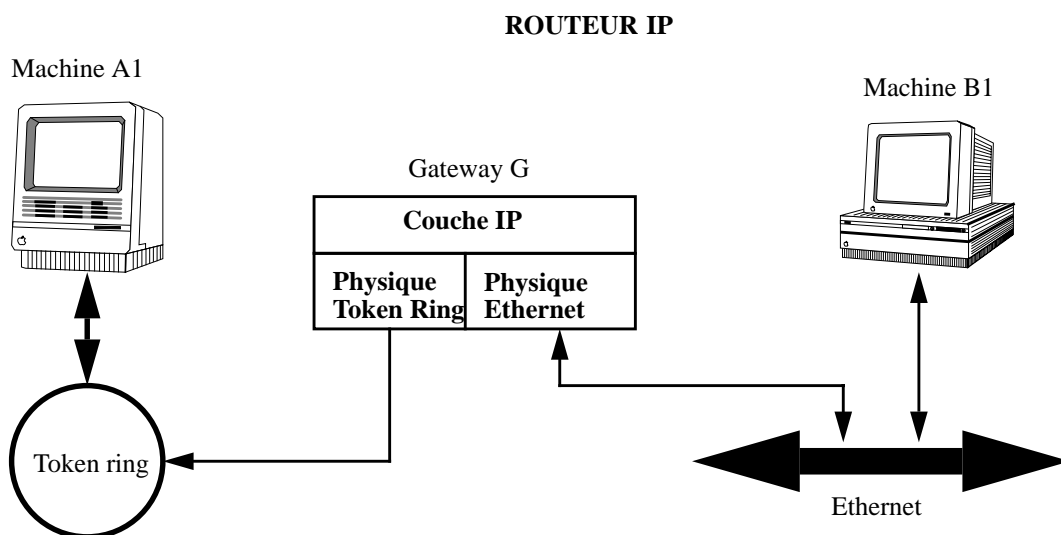 ROUTEUR IP
Machine A1
Machine B1
Gateway G
Couche IP
Physique
Token Ring
Physique
Ethernet
Token ring
Ethernet